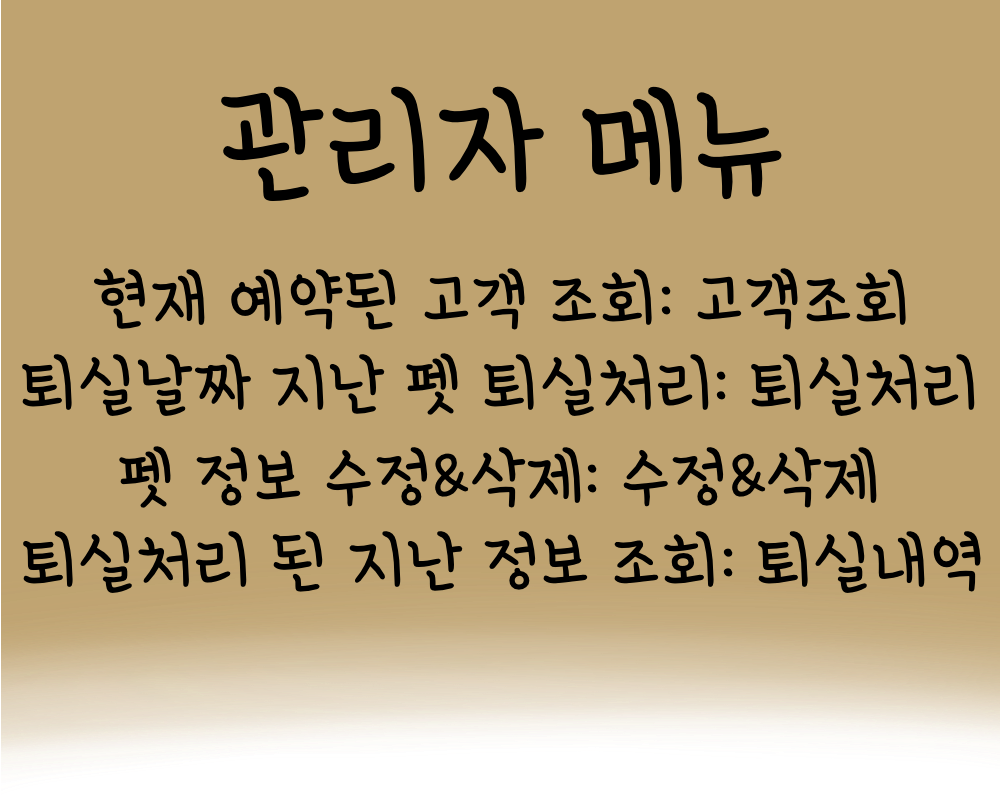 관리자 메뉴
현재 예약된 고객 조회: 고객조회
퇴실날짜 지난 펫 퇴실처리: 퇴실처리
펫 정보 수정&삭제: 수정&삭제
퇴실처리 된 지난 정보 조회: 퇴실내역